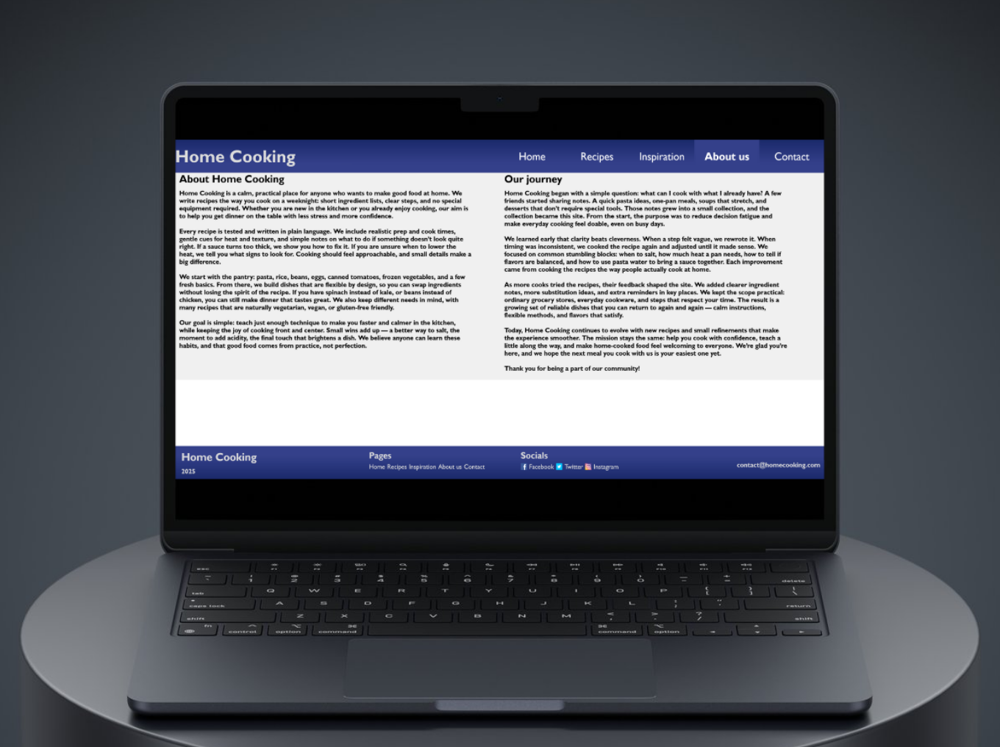 Home Cooking
Home Recipes Inspiration About us Contact
About Home Cooking
Home Cooking is a calm, practical place for anyone who wants to make good food at home. We
write recipes the way you cook on a weeknight: short ingredient lists, clear steps, and no special
equipment required. Whether you are new in the kitchen or you already enjoy cooking, our aim is
to help you get dinner on the table with less stress and more confidence.
Every recipe is tested and written in plain language. We include realistic prep and cook times,
gentle cues for heat and texture, and simple notes on what to do if something doesn't look quite
right. If a sauce turns too thick, we show you how to fix it. If you are unsure when to lower the
heat, we tell you what signs to look for. Cooking should feel approachable, and small details make a
big difference.
We start with the pantry: pasta, rice, beans, eggs, canned tomatoes, frozen vegetables, and a few
fresh basics. From there, we build dishes that are flexible by design, so you can swap ingredients
without losing the spirit of the recipe. If you have spinach instead of kale, or beans instead of
chicken, you can still make dinner that tastes great. We also keep different needs in mind, with
many recipes that are naturally vegetarian, vegan, or gluten-free friendly.
Our goal is simple: teach just enough technique to make you faster and calmer in the kitchen,
while keeping the joy of cooking front and center. Small wins add up — a better way to salt, the
moment to add acidity, the final touch that brightens a dish. We believe anyone can learn these
habits, and that good food comes from practice, not perfection.
Our journey
Home Cooking began with a simple question: what can I cook with what I already have? A few
friends started sharing notes. A quick pasta ideas, one-pan meals, soups that stretch, and
desserts that don't require special tools. Those notes grew into a small collection, and the
collection became this site. From the start, the purpose was to reduce decision fatigue and
make everyday cooking feel doable, even on busy days.
We learned early that clarity beats cleverness. When a step felt vague, we rewrote it. When
timing was inconsistent, we cooked the recipe again and adjusted until it made sense. We
focused on common stumbling blocks: when to salt, how much heat a pan needs, how to tell if
flavors are balanced, and how to use pasta water to bring a sauce together. Each improvement
came from cooking the recipes the way people actually cook at home.
As more cooks tried the recipes, their feedback shaped the site. We added clearer ingredient
notes, more substitution ideas, and extra reminders in key places. We kept the scope practical:
ordinary grocery stores, everyday cookware, and steps that respect your time. The result is a
growing set of reliable dishes that you can return to again and again — calm instructions,
flexible methods, and flavors that satisfy.
Today, Home Cooking continues to evolve with new recipes and small refinements that make
the experience smoother. The mission stays the same: help you cook with confidence, teach a
little along the way, and make home-cooked food feel welcoming to everyone. We're glad you're
here, and we hope the next meal you cook with us is your easiest one yet.
Thank you for being a part of our community!
Home Cooking
2025
Pages
Home Recipes Inspiration About us Contact
Socials
Facebook Twitter Instagram
contact@homecooking.com
esc
1 2 3 4 5 6 7 8 9 0 delete
tab Q W E R T Y U I O P
caps lock A S D F G H J K L return
shift Z X C V B N M shift
fn control option command command option